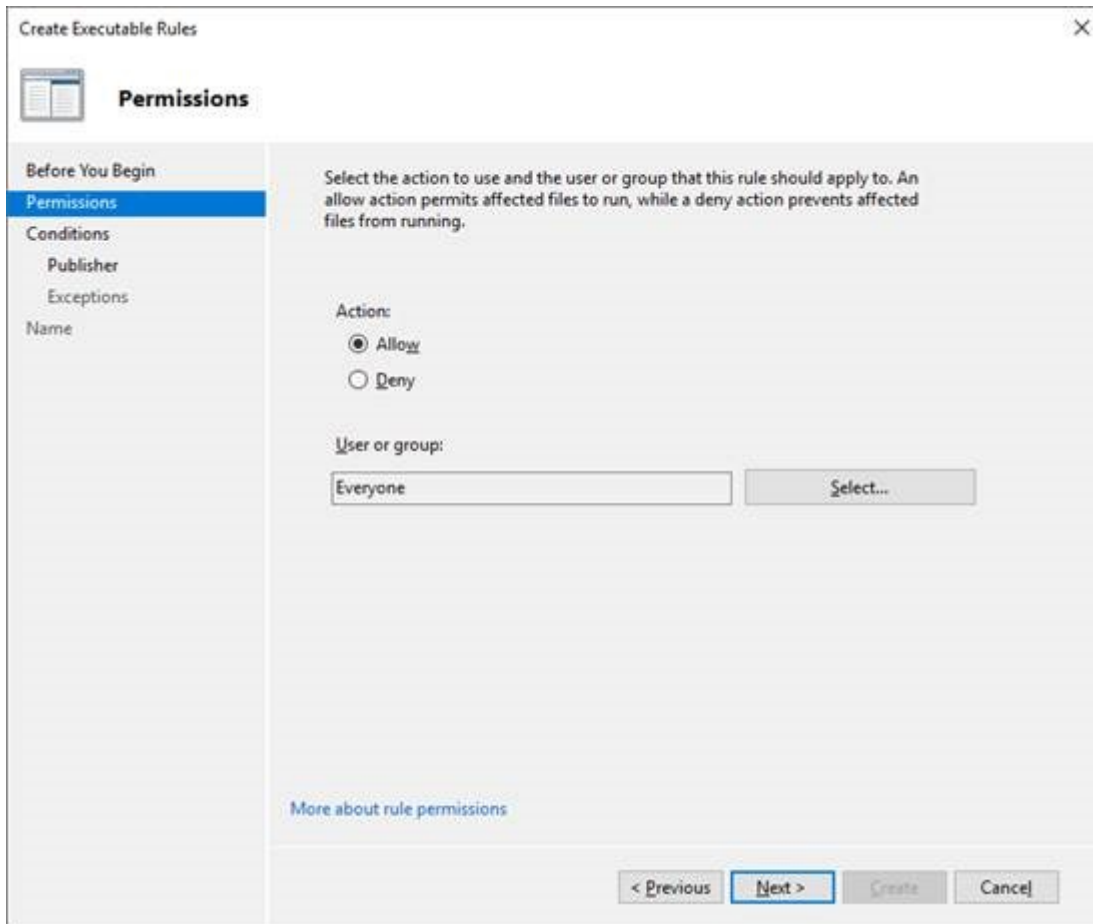 Create Executable Rules
Permissions
Before You Begin
Permissions
Conditions
Publisher
Exceptions
Name
Select the action to use and the user or group that this rule should apply to. An
allow action permits affected files to run, while a deny action prevents affected
files from running.
Action:
Allow
Deny
User or group:
Everyone
Select...
More about rule permissions
< Previous
Next >
Create
Cancel